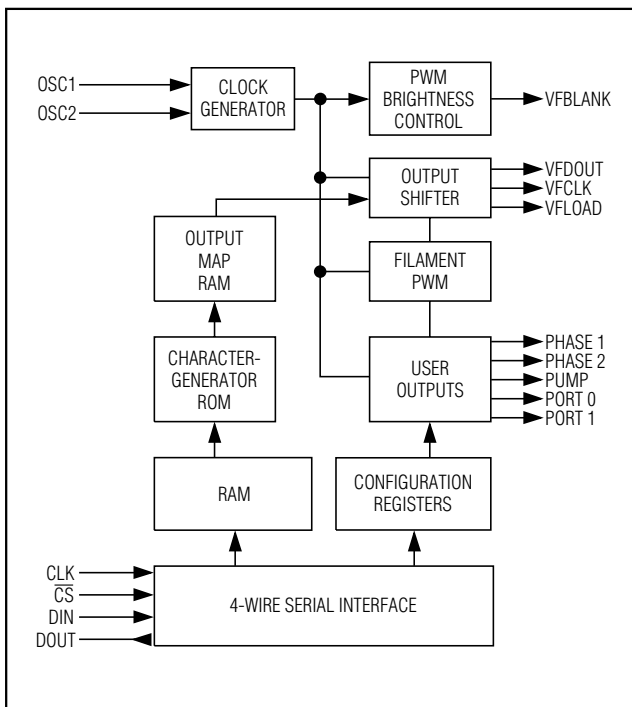 OSC1
OSC2
CLOCK
GENERATOR
PWM
BRIGHTNESS
CONTROL
VFBLANK
OUTPUT
SHIFTER
VFDOUT
VFCLK
VFLOAD
OUTPUT
MAP
RAM
FILAMENT
PWM
CHARACTER-
GENERATOR
ROM
USER
OUTPUTS
PHASE 1
PHASE 2
PUMP
PORT 0
PORT 1
RAM
CONFIGURATION
REGISTERS
CLK
C̅S̅
DIN
DOUT
4-WIRE SERIAL INTERFACE